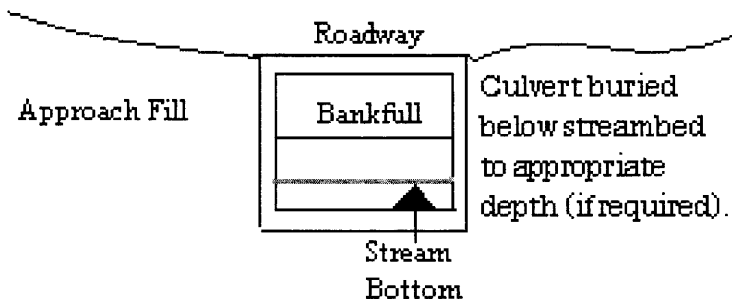 Roadway
Approach Fill
Bankfull
Culvert buried
below streambed
to appropriate
depth (if required).
Stream
Bottom